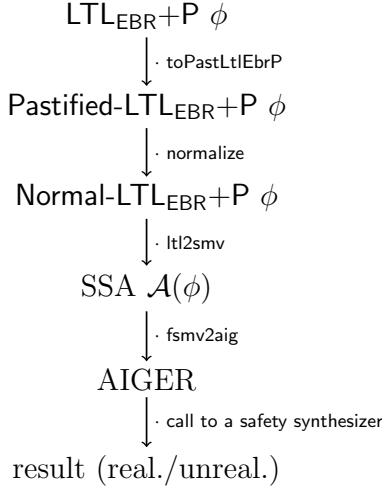 LTL_EBR+P ϕ
· toPastLtlEbrP
Pastified-LTL_EBR+P ϕ
· normalize
Normal-LTL_EBR+P ϕ
· ltl2smv
SSA 𝒜(ϕ)
· fsmv2aig
AIGER
· call to a safety synthesizer
result (real./unreal.)